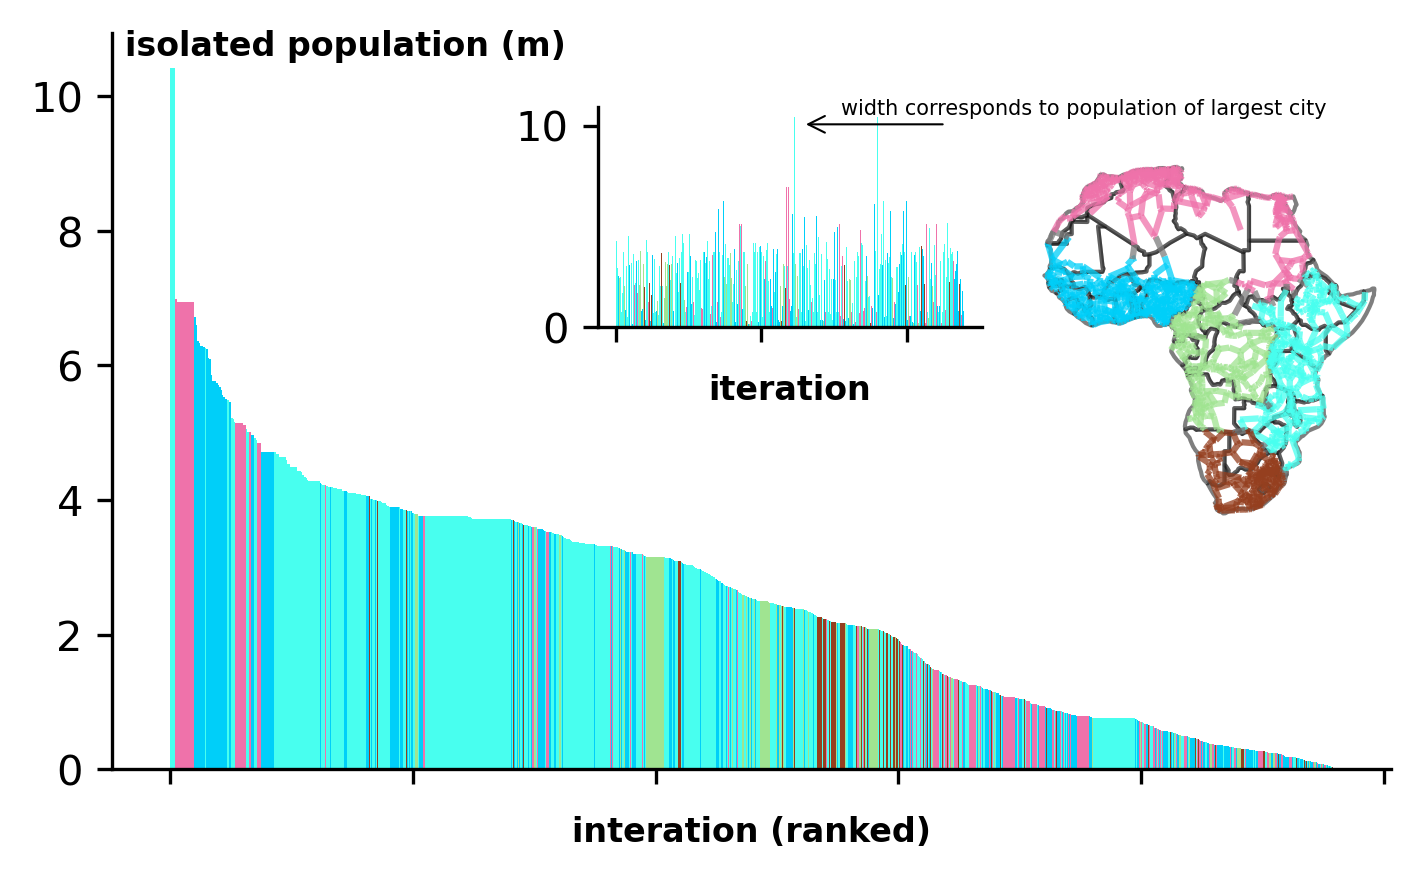 isolated population (m)
10
8
6
4
2
0
width corresponds to population of largest city
10
0
iteration
interation (ranked)